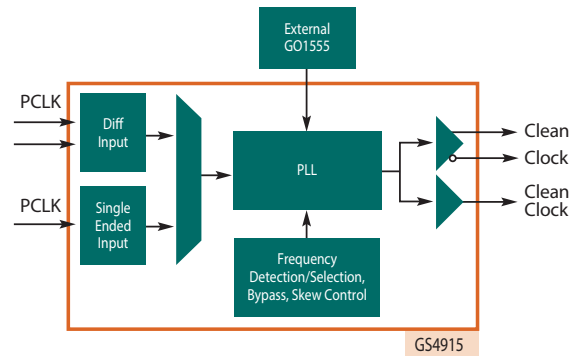 External
GO1555
PCLK
Diff
Input
PCLK
Single
Ended
Input
PLL
Frequency
Detection/Selection,
Bypass, Skew Control
Clean
Clock
Clean
Clock
GS4915